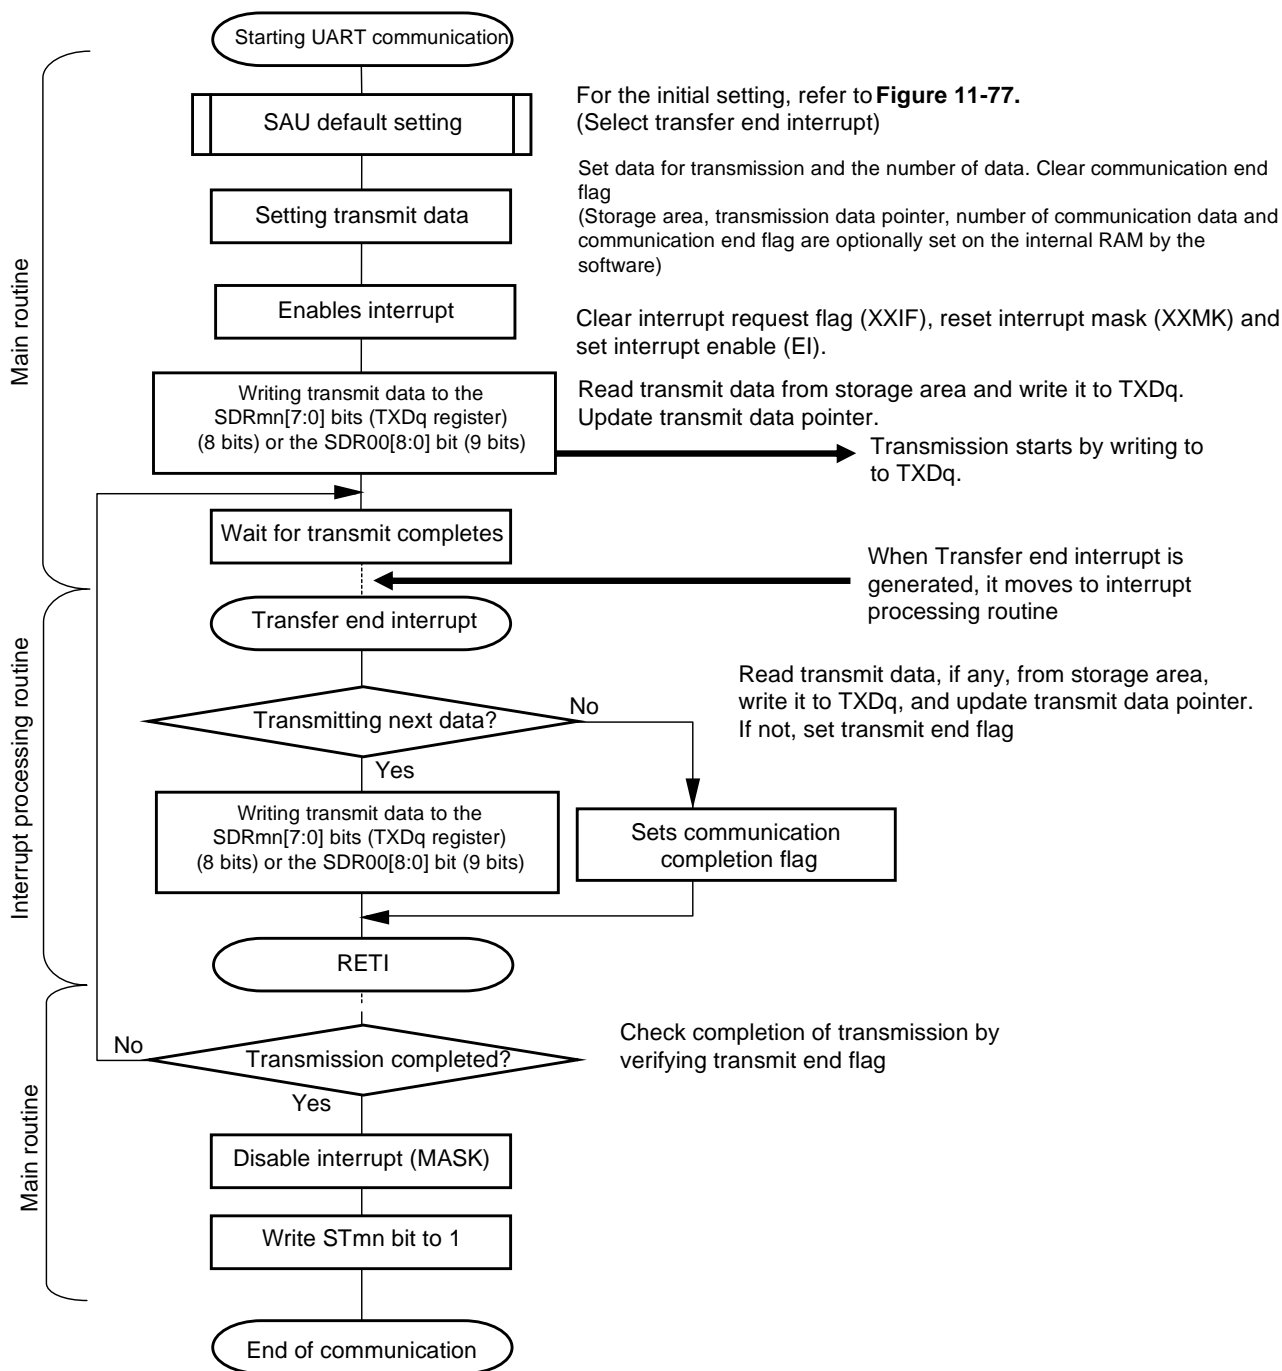 Starting UART communication
Main routine
SAU default setting
For the initial setting, refer to Figure 11-77.
(Select transfer end interrupt)
Setting transmit data
Set data for transmission and the number of data. Clear communication end
flag
(Storage area, transmission data pointer, number of communication data and
communication end flag are optionally set on the internal RAM by the
software)
Enables interrupt
Clear interrupt request flag (XXIF), reset interrupt mask (XXMK) and
set interrupt enable (EI).
Writing transmit data to the
SDRmn[7:0] bits (TXDq register)
(8 bits) or the SDR00[8:0] bit (9 bits)
Read transmit data from storage area and write it to TXDq.
Update transmit data pointer.
Transmission starts by writing to
to TXDq.
Wait for transmit completes
When Transfer end interrupt is
generated, it moves to interrupt
processing routine
Interrupt processing routine
Transfer end interrupt
Transmitting next data?
No
Yes
Read transmit data, if any, from storage area,
write it to TXDq, and update transmit data pointer.
If not, set transmit end flag
Writing transmit data to the
SDRmn[7:0] bits (TXDq register)
(8 bits) or the SDR00[8:0] bit (9 bits)
Sets communication
completion flag
RETI
Main routine
No
Transmission completed?
Yes
Check completion of transmission by
verifying transmit end flag
Disable interrupt (MASK)
Write STmn bit to 1
End of communication